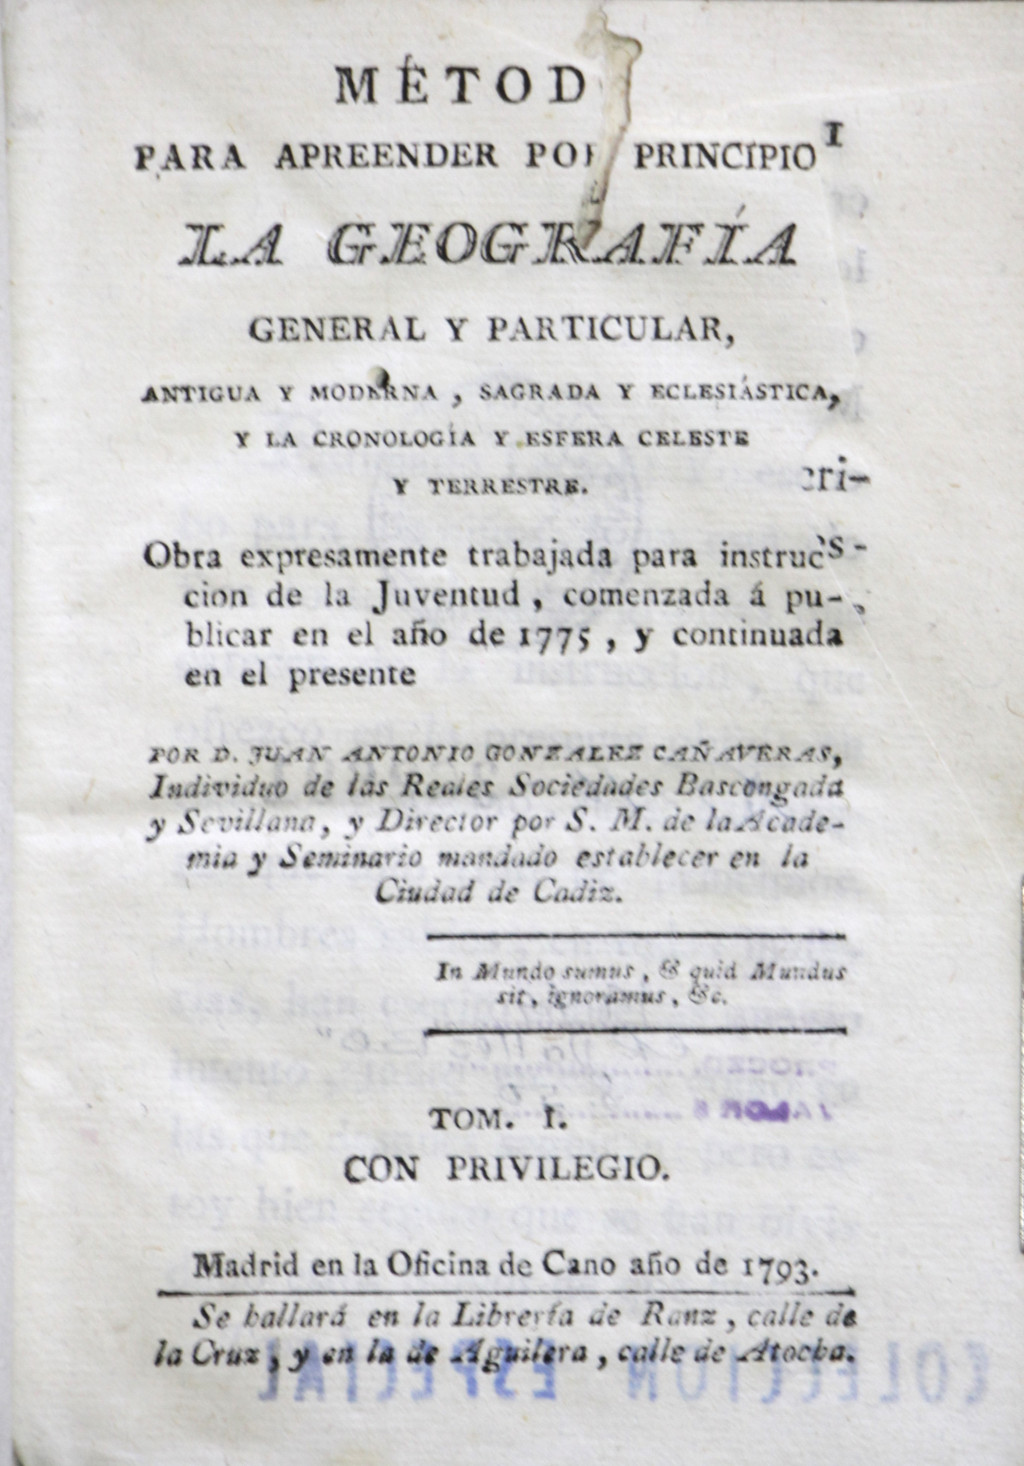 MÉTOD
PARA APREENDER POR PRINCIPIO
1
LA GEOGRAFÍA
GENERAL Y PARTICULAR,
ANTIGUA Y MODERNA, SAGRADA Y ECLESIÁSTICA,
Y LA CRONOLOGÍA Y ESFERA CELESTE
Y TERRESTRE.
cri-
Obra expresamente trabajada para instruc
s-
cion de la Juventud, comenzada á pu-
blicar en el año de 1775, y continuada
en el presente
POR D. JUAN ANTONIO GONZALEZ CAÑAVERAS,
Individuo de las Reales Sociedades Bascongada
y Sevillana, y Director por S. M. de la Acade-
mia y Seminario mandado establecer en la
Ciudad de Cadiz.
In Mundo sumus, & quid Mundus
sit, ignoramus, &c.
TOM. I.
CON PRIVILEGIO.
Madrid en la Oficina de Cano año de 1793.
Se hallará en la Librería de Ranz, calle de
la Cruz, y en la de Aguilera, calle de Atocha.
COLECCION ESPECIAL